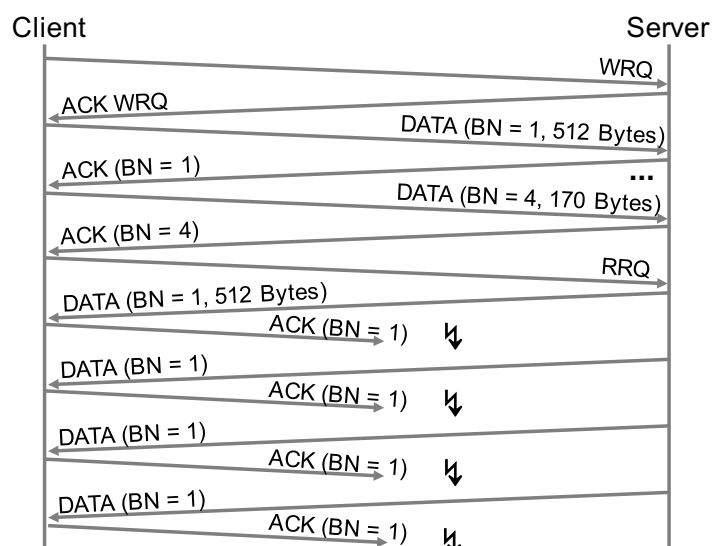 Client
Server
WRQ
ACK WRQ
DATA (BN = 1, 512 Bytes)
ACK (BN = 1)
...
DATA (BN = 4, 170 Bytes)
ACK (BN = 4)
RRQ
DATA (BN = 1, 512 Bytes)
ACK (BN = 1)
DATA (BN = 1)
ACK (BN = 1)
DATA (BN = 1)
ACK (BN = 1)
DATA (BN = 1)
ACK (BN = 1)